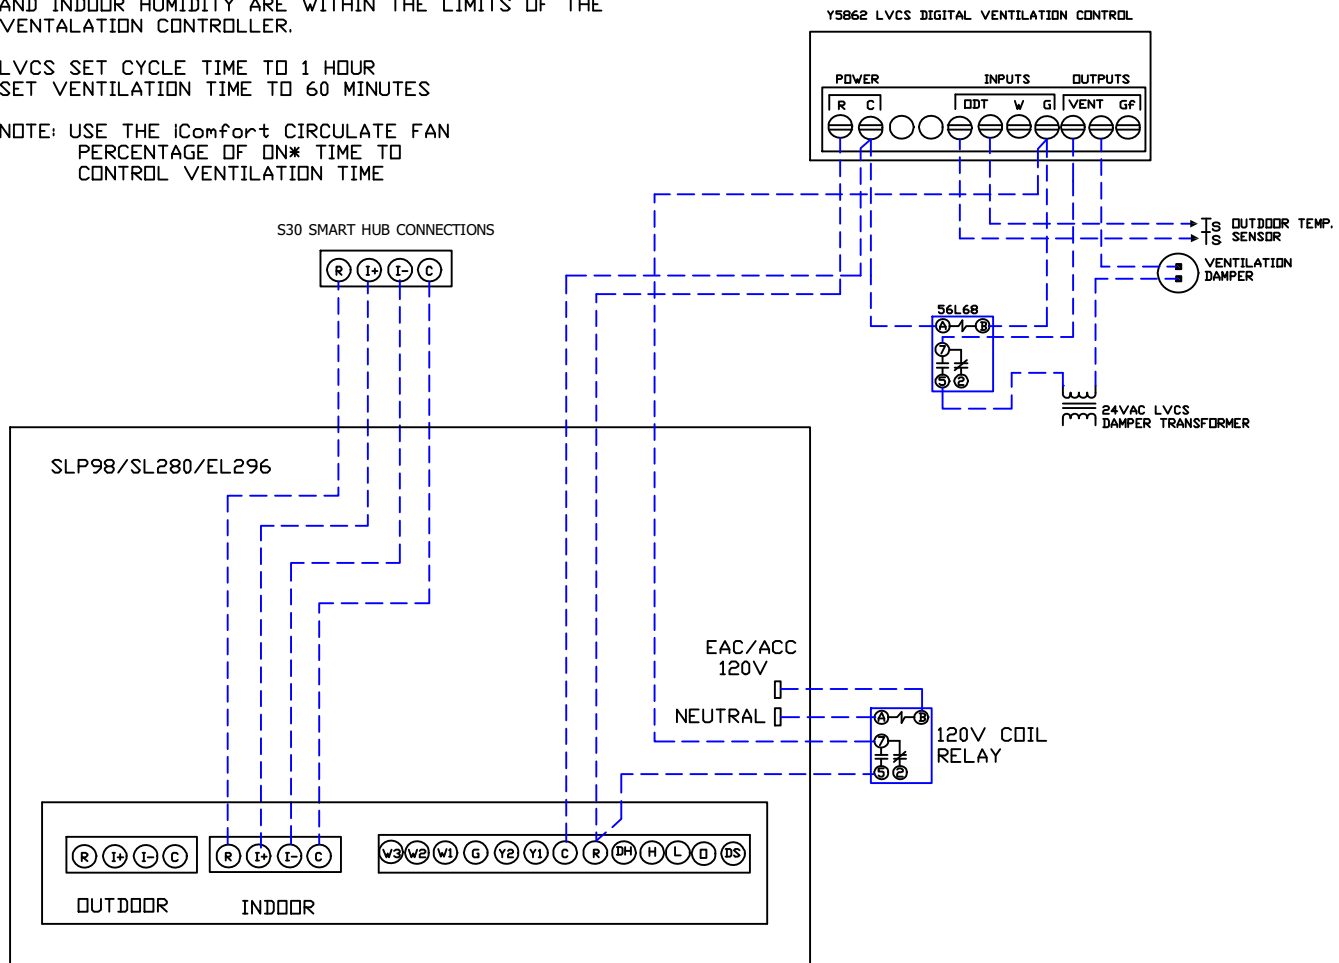 AND INDOOR HUMIDITY ARE WITHIN THE LIMITS OF THE
VENTALATION CONTROLLER.
LVCS SET CYCLE TIME TO 1 HOUR
SET VENTILATION TIME TO 60 MINUTES
NOTE: USE THE IComfort CIRCULATE FAN
PERCENTAGE OF ON* TIME TO
CONTROL VENTILATION TIME
Y5862 LVCS DIGITAL VENTILATION CONTROL
POWER INPUTS OUTPUTS
R C ODT W G VENT GF
S30 SMART HUB CONNECTIONS
R I+ I- C
TS OUTDOOR TEMP.
TS SENSOR
VENTILATION
DAMPER
56L68
A B
7
5 2
24VAC LVCS
DAMPER TRANSFORMER
SLP98/SL280/EL296
EAC/ACC
120V
NEUTRAL
A B
7
5 2
120V COIL
RELAY
R I+ I- C R I+ I- C W3 W2 W1 G Y2 Y1 C R DH H L O DS
OUTDOOR INDOOR